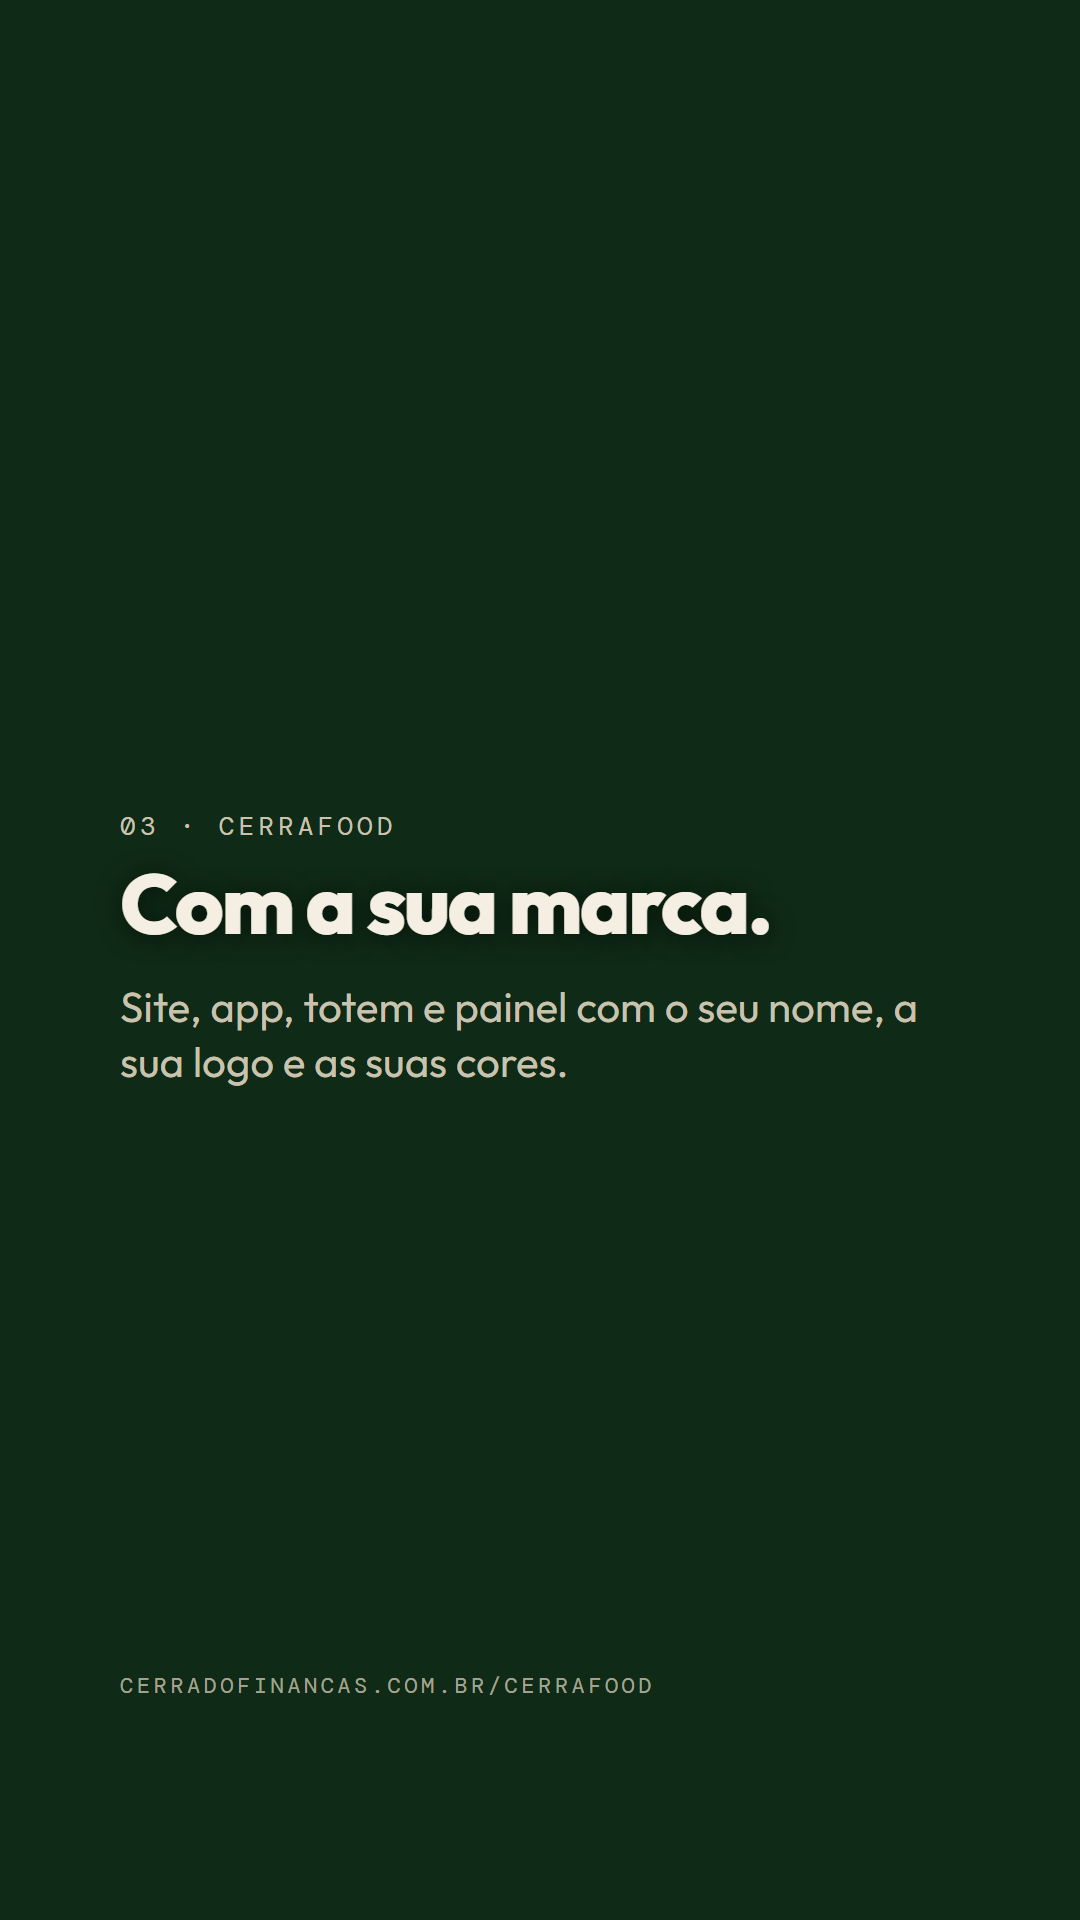 03 · CERRAFOOD
Com a sua marca.
Site, app, totem e painel com o seu nome, a
sua logo e as suas cores.
CERRADOFINANCAS.COM.BR/CERRAFOOD